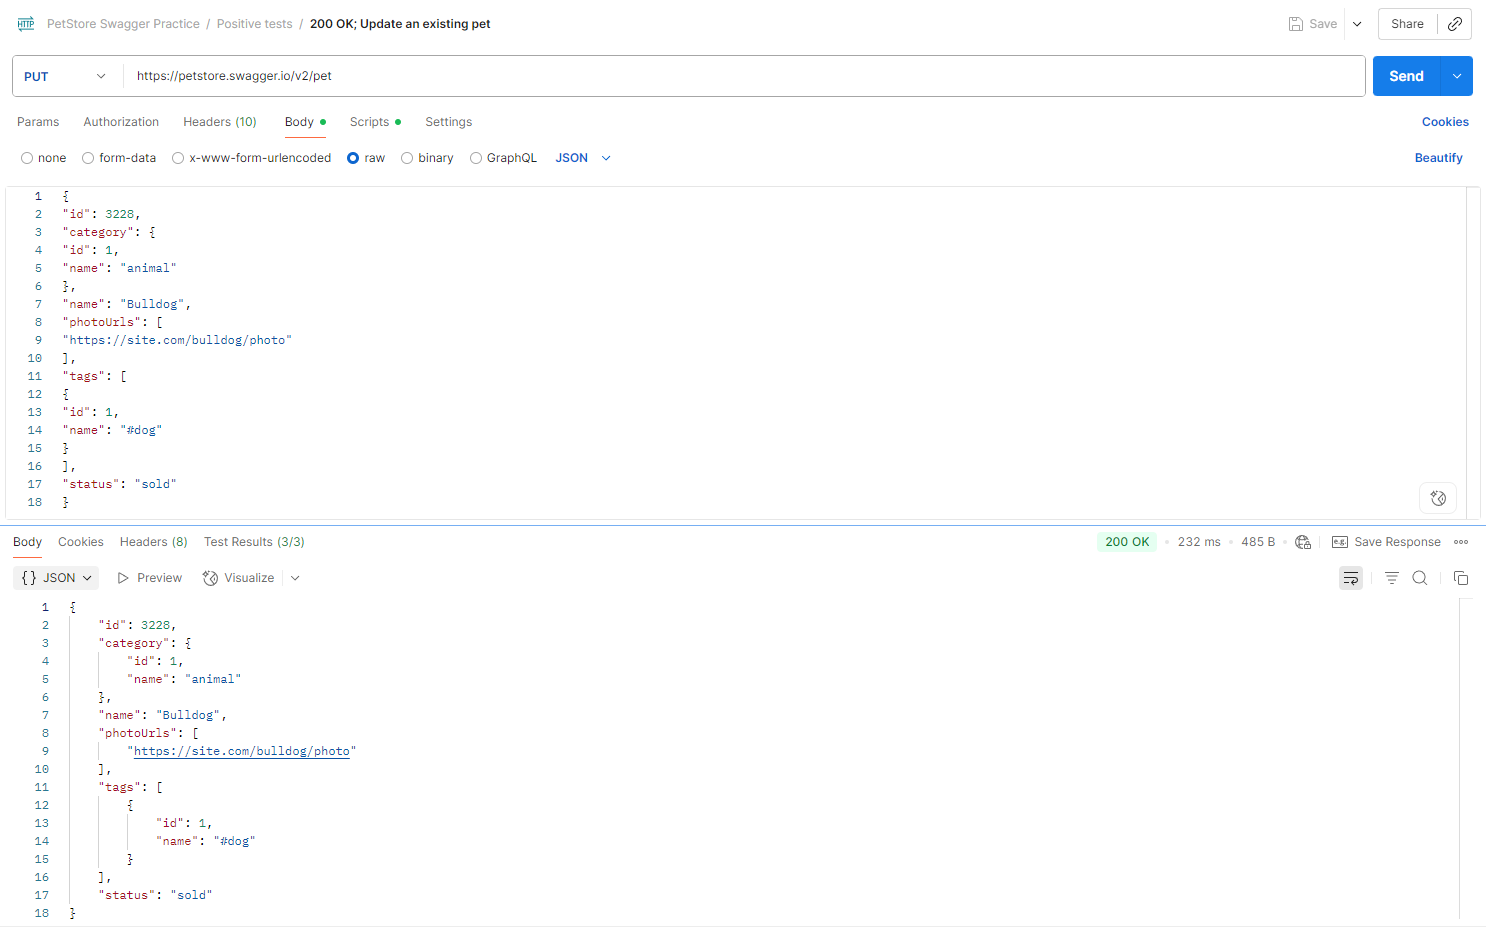 HTTP PetStore Swagger Practice / Positive tests / 200 OK; Update an existing pet Save Share
PUT https://petstore.swagger.io/v2/pet Send
Params Authorization Headers (10) Body Scripts Settings Cookies
none form-data x-www-form-urlencoded raw binary GraphQL JSON Beautify
1 {
2 "id": 3228,
3 "category": {
4 "id": 1,
5 "name": "animal"
6 },
7 "name": "Bulldog",
8 "photoUrls": [
9 "https://site.com/bulldog/photo"
10 ],
11 "tags": [
12 {
13 "id": 1,
14 "name": "#dog"
15 }
16 ],
17 "status": "sold"
18 }
Body Cookies Headers (8) Test Results (3/3) 200 OK • 232 ms • 485 B • e.g. Save Response
{} JSON Preview Visualize
1 {
2 "id": 3228,
3 "category": {
4 "id": 1,
5 "name": "animal"
6 },
7 "name": "Bulldog",
8 "photoUrls": [
9 "https://site.com/bulldog/photo"
10 ],
11 "tags": [
12 {
13 "id": 1,
14 "name": "#dog"
15 }
16 ],
17 "status": "sold"
18 }